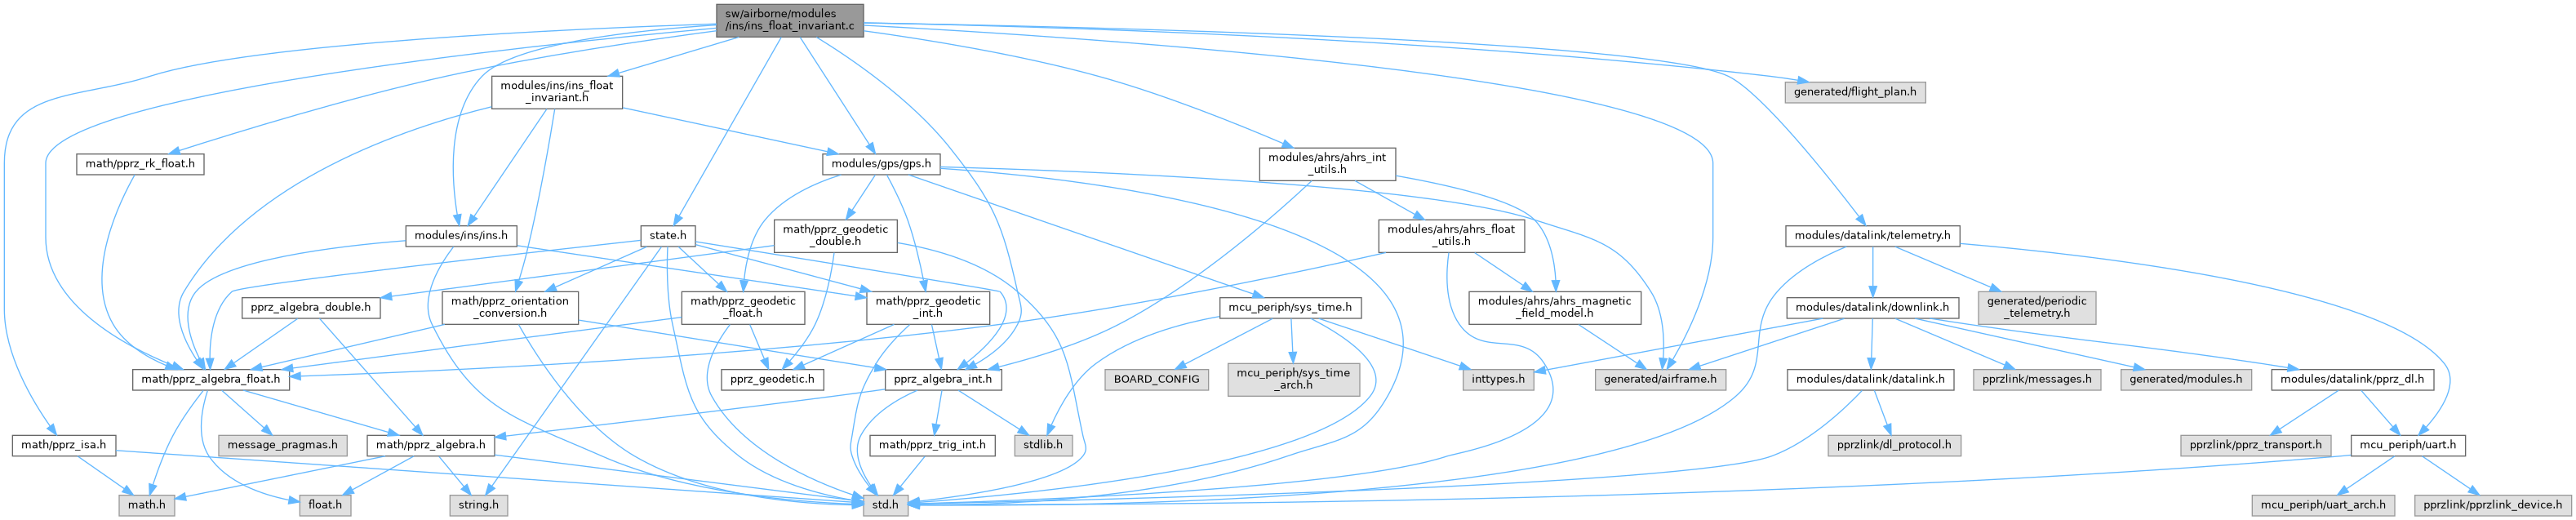 sw/airborne/modules
/ins/ins_float_invariant.c
modules/ins/ins_float
_invariant.h
generated/flight_plan.h
math/pprz_rk_float.h
modules/gps/gps.h
modules/ahrs/ahrs_int
_utils.h
modules/ins/ins.h
state.h
math/pprz_geodetic
_double.h
modules/ahrs/ahrs_float
_utils.h
modules/datalink/telemetry.h
pprz_algebra_double.h
math/pprz_orientation
_conversion.h
math/pprz_geodetic
_float.h
math/pprz_geodetic
_int.h
mcu_periph/sys_time.h
modules/ahrs/ahrs_magnetic
_field_model.h
modules/datalink/downlink.h
generated/periodic
_telemetry.h
math/pprz_algebra_float.h
pprz_geodetic.h
pprz_algebra_int.h
BOARD_CONFIG
mcu_periph/sys_time
_arch.h
inttypes.h
generated/airframe.h
modules/datalink/datalink.h
pprzlink/messages.h
generated/modules.h
modules/datalink/pprz_dl.h
math/pprz_isa.h
message_pragmas.h
math/pprz_algebra.h
math/pprz_trig_int.h
stdlib.h
pprzlink/dl_protocol.h
pprzlink/pprz_transport.h
mcu_periph/uart.h
math.h
float.h
string.h
std.h
mcu_periph/uart_arch.h
pprzlink/pprzlink_device.h